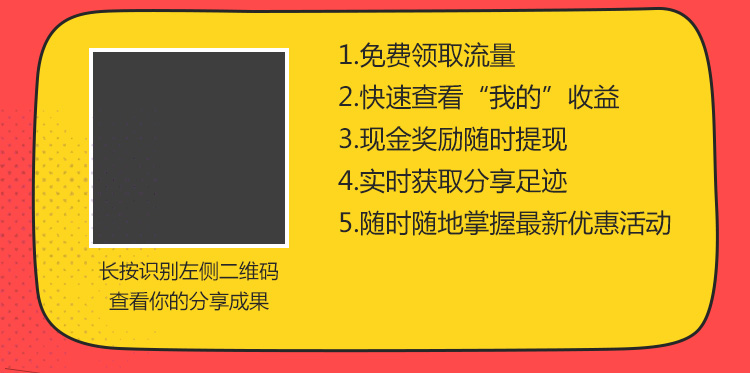 1.免费领取流量
2.快速查看“我的”收益
3.现金奖励随时提现
4.实时获取分享足迹
5.随时随地掌握最新优惠活动
长按识别左侧二维码
查看你的分享成果